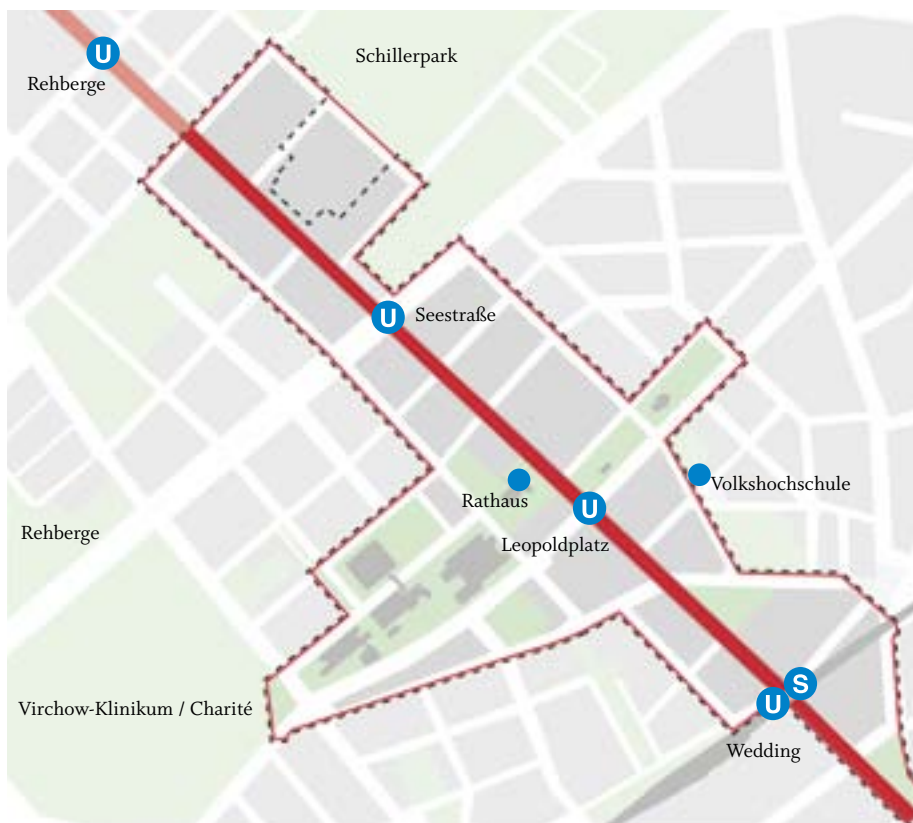 U
Rehberge
Schillerpark
U
Seestraße
Rathaus
Volkshochschule
U
Leopoldplatz
Rehberge
Virchow-Klinikum / Charité
S
U
Wedding